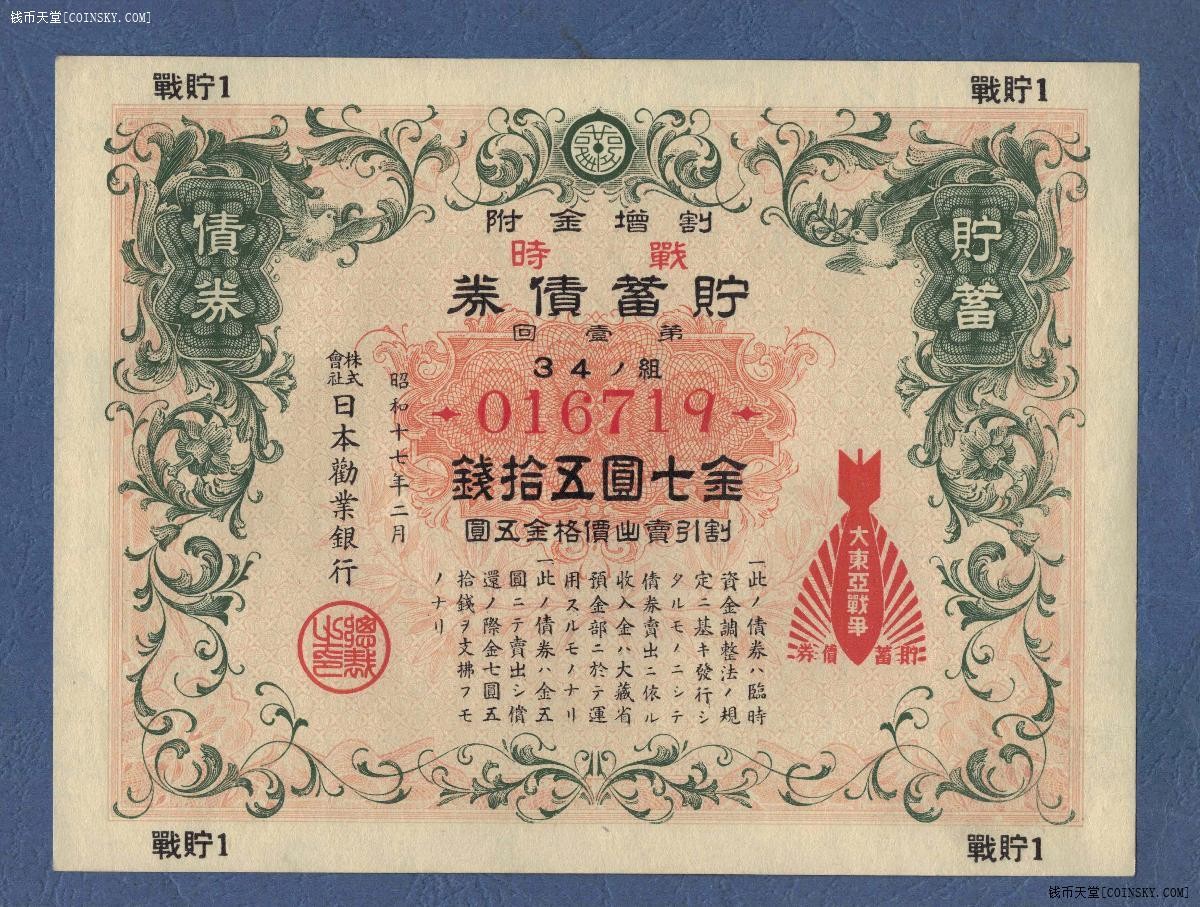 钱币天堂[COINSKY.COM]
戰貯1
戰貯1
貯蓄
債券
割增金附
戰時
貯蓄債券
第壹回
34ノ組
016719
金七圓五拾錢
割引賣出價格金五圓
大東亞戰爭
貯蓄債券
一此ノ債券ハ臨時
資金調整法ノ規
定ニ基キ發行シ
タルモノニシテ
債券賣出ニ依ル
收入金ハ大藏省
預金部ニ於テ運
用スルモノナリ
一此ノ債券ハ金五
圓ニテ賣出シ償
還ノ際金七圓五
拾錢ヲ支拂フモ
ノナリ
昭和十七年二月
株式會社
日本勸業銀行
戰貯1
戰貯1
钱币天堂[COINSKY.COM]